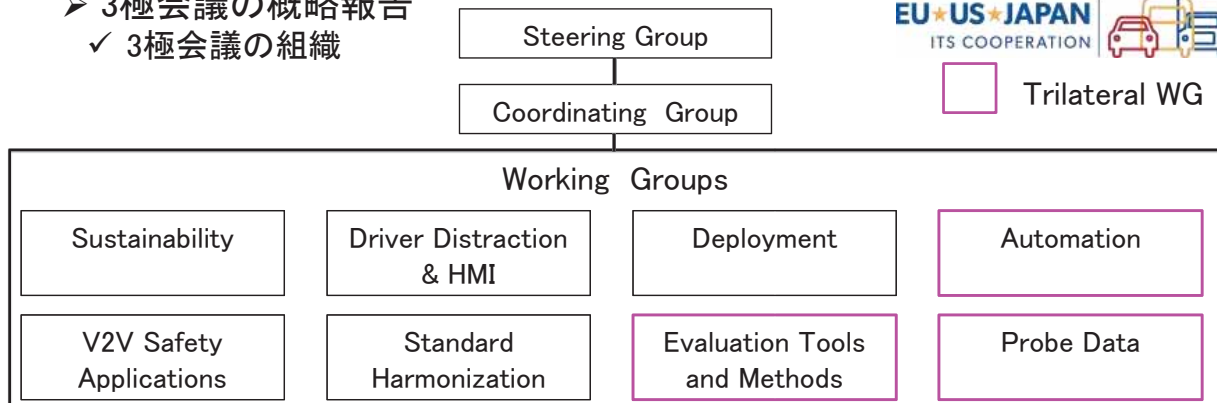 ➢ 3極会議の概略報告
✓ 3極会議の組織
EU★US★JAPAN
ITS COOPERATION
Steering Group
Coordinating Group
Trilateral WG
Working Groups
Sustainability
Driver Distraction
& HMI
Deployment
Automation
V2V Safety
Applications
Standard
Harmonization
Evaluation Tools
and Methods
Probe Data